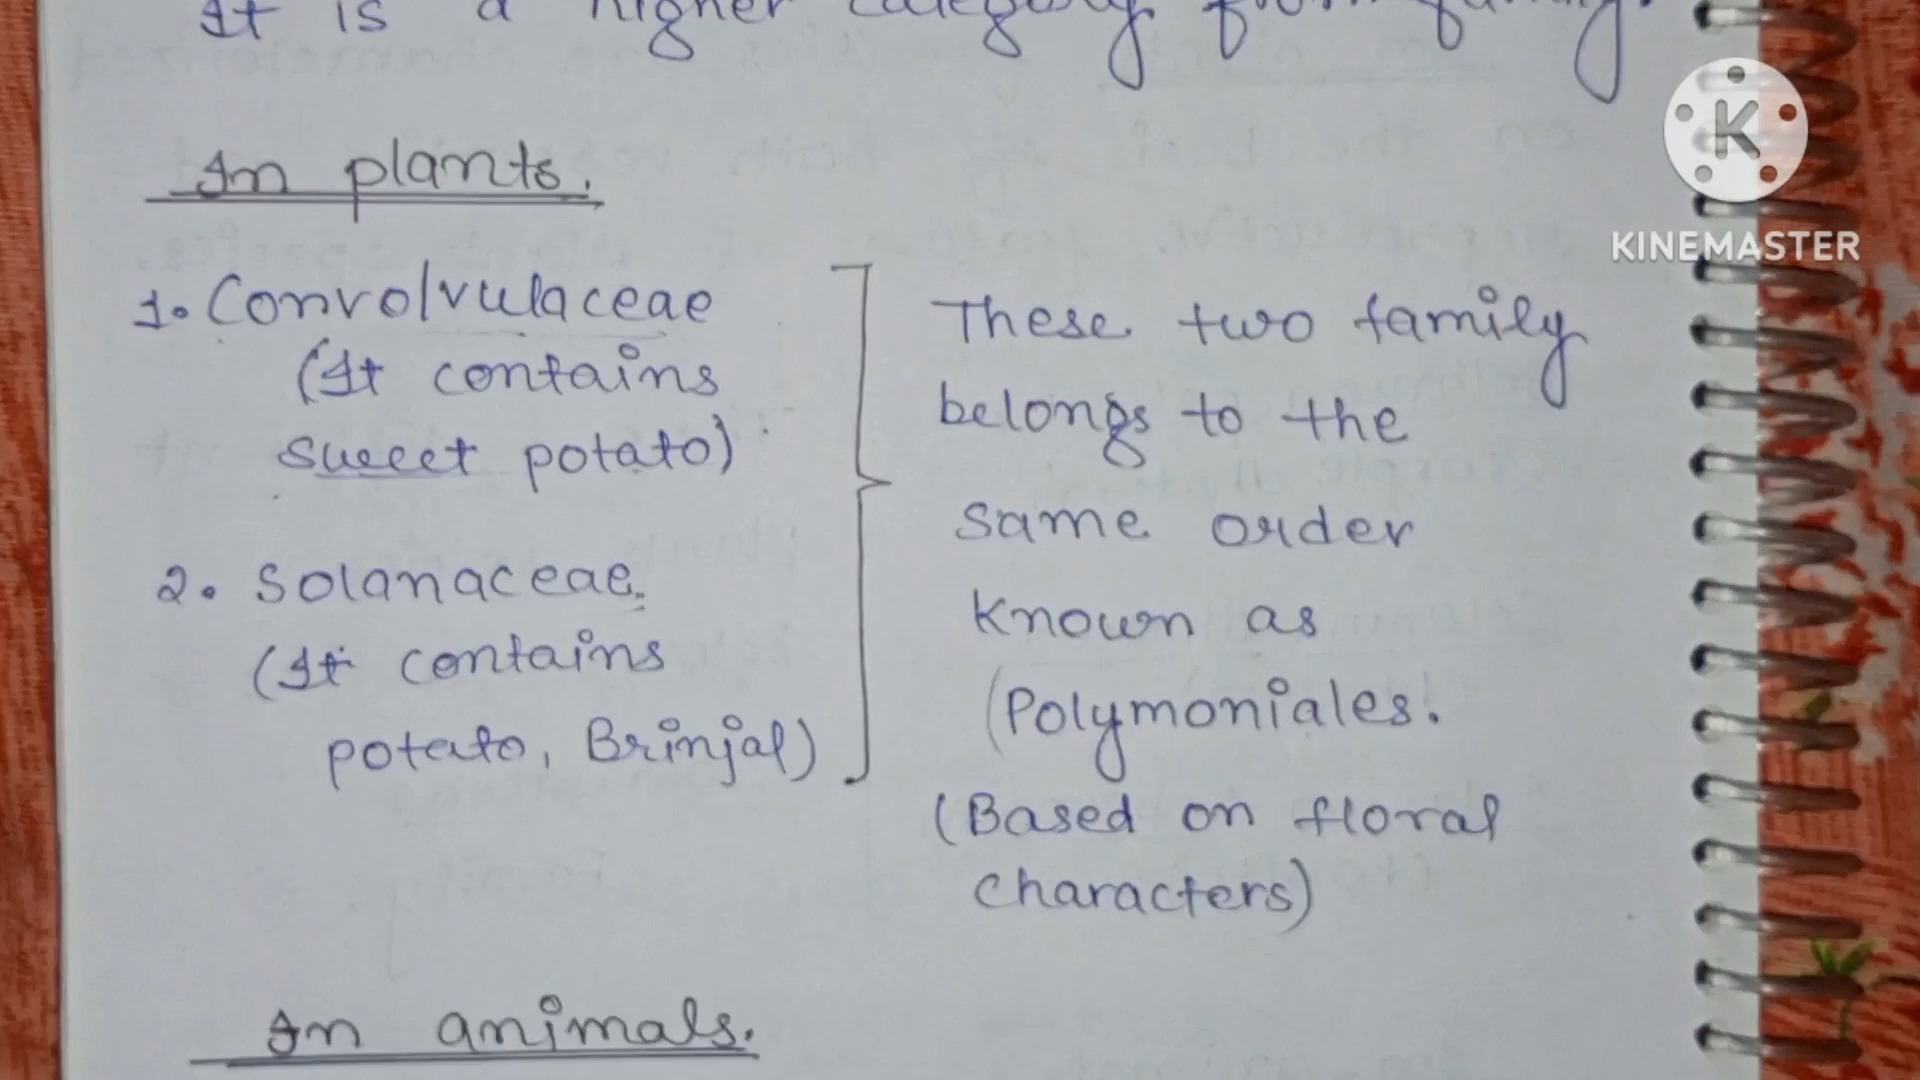 It is a higher category from family.
In plants.
1. Convolvulaceae
(It contains
sweet potato)
2. Solanaceae.
(It contains
potato, Brinjal)
These two family
belongs to the
same order
known as
(Polymoniales.
(Based on floral
characters)
In animals.
KINEMASTER